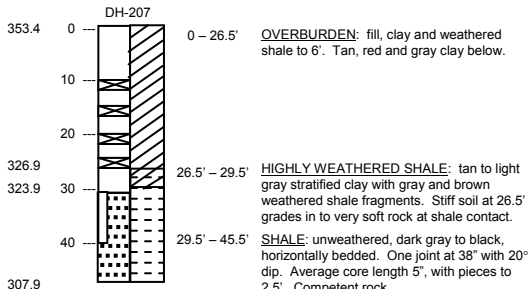 DH-207
353.4 0 --- 0 – 26.5’ OVERBURDEN: fill, clay and weathered
shale to 6’. Tan, red and gray clay below.
10 ---
20 ---
326.9 26.5’ – 29.5’ HIGHLY WEATHERED SHALE: tan to light
323.9 30 --- gray stratified clay with gray and brown
weathered shale fragments. Stiff soil at 26.5’
grades in to very soft rock at shale contact.
40 --- 29.5’ – 45.5’ SHALE: unweathered, dark gray to black,
horizontally bedded. One joint at 38” with 20°
dip. Average core length 5”, with pieces to
307.9 2.5’. Competent rock.